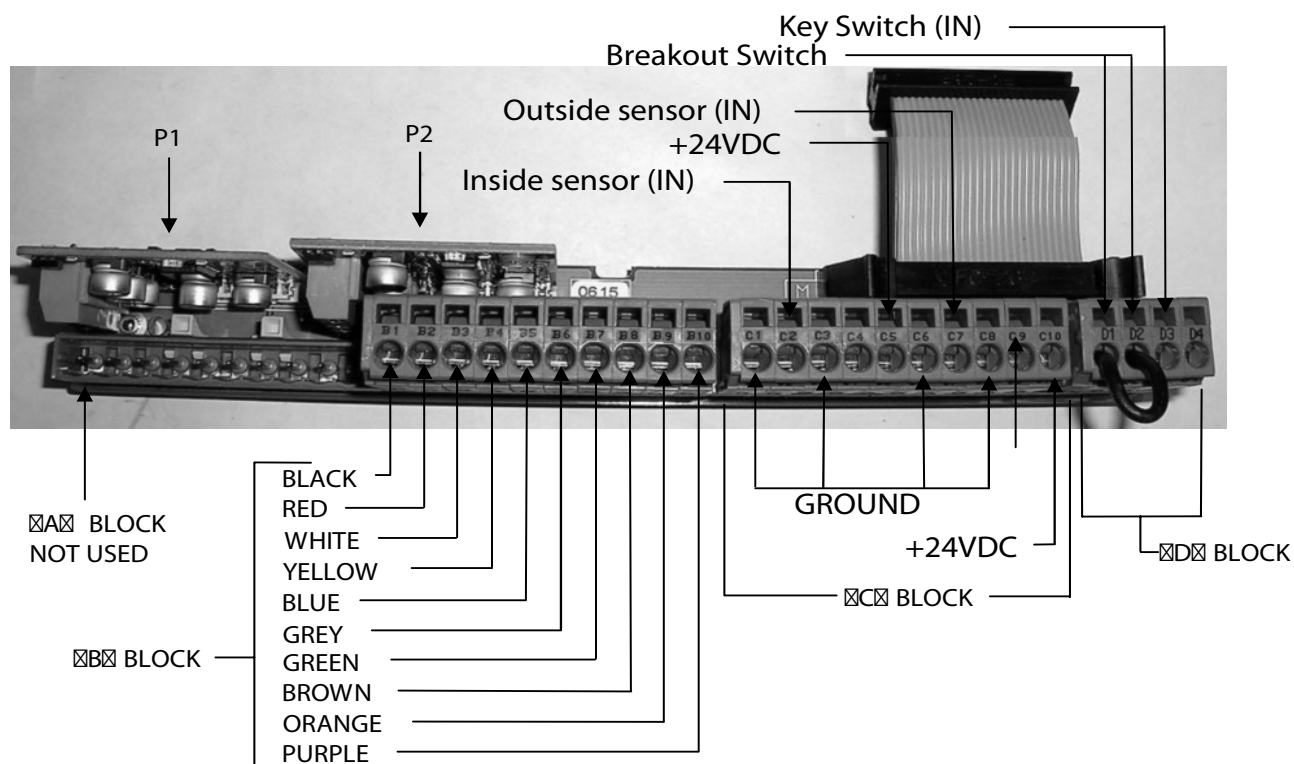 Key Switch (IN)
Breakout Switch
Outside sensor (IN)
+24VDC
Inside sensor (IN)
P1
P2
0615
M
B1 B2 B3 B4 B5 B6 B7 B8 B9 B10
C1 C2 C3 C4 C5 C6 C7 C8 C9 C10
D1 D2 D3 D4
BLACK
RED
WHITE
YELLOW
BLUE
GREY
GREEN
BROWN
ORANGE
PURPLE
A BLOCK
NOT USED
B BLOCK
GROUND
+24VDC
C BLOCK
D BLOCK